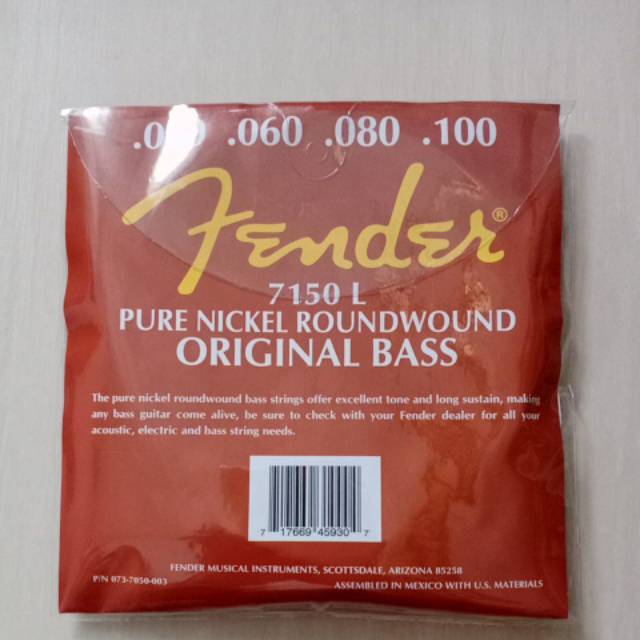 .060 .080 .100
Fender®
7150 L
PURE NICKEL ROUNDWOUND
ORIGINAL BASS
The pure nickel roundwound bass strings offer excellent tone and long sustain, making
any bass guitar come alive, be sure to check with your Fender dealer for all your
acoustic, electric and bass string needs.
7 17669 45930 7
FENDER MUSICAL INSTRUMENTS, SCOTTSDALE, ARIZONA 85258
P/N 073-7050-003
ASSEMBLED IN MEXICO WITH U.S. MATERIALS